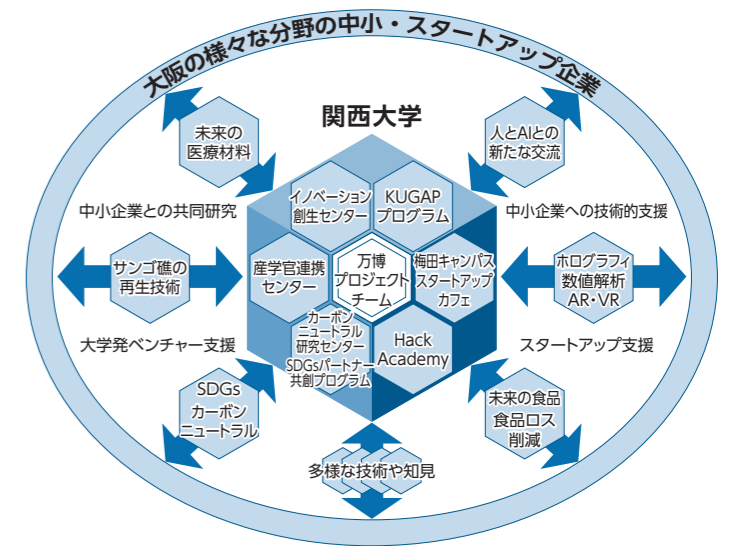 大阪の様々な分野の中小・スタートアップ企業
関西大学
未来の
医療材料
人とAIとの
新たな交流
イノベーション
創生センター
KUGAP
プログラム
中小企業との共同研究
中小企業への技術的支援
サンゴ礁の
再生技術
産学官連携
センター
万博
プロジェクト
チーム
梅田キャンパス
スタートアップ
カフェ
ホログラフィ
数値解析
AR・VR
カーボン
ニュートラル
研究センター
SDGsパートナー
共創プログラム
Hack
Academy
大学発ベンチャー支援
スタートアップ支援
SDGs
カーボン
ニュートラル
未来の食品
食品ロス
削減
多様な技術や知見